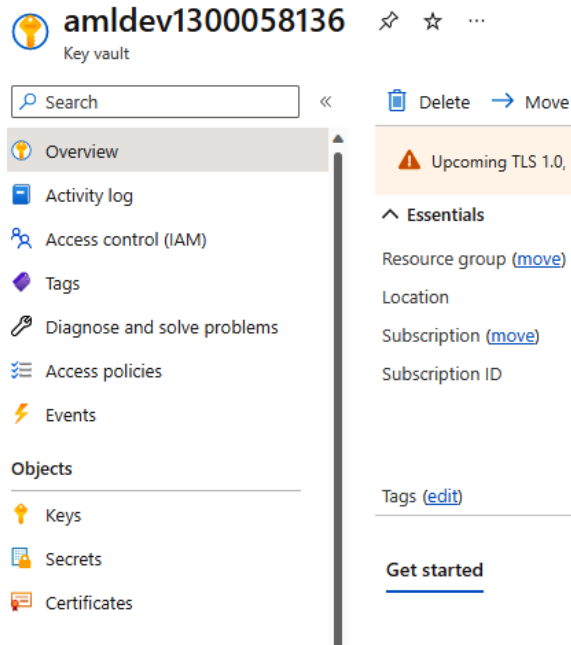 amldev1300058136
Key vault
Search
Overview
Activity log
Access control (IAM)
Tags
Diagnose and solve problems
Access policies
Events
Objects
Keys
Secrets
Certificates
Delete
Move
Upcoming TLS 1.0,
Essentials
Resource group (move)
Location
Subscription (move)
Subscription ID
Tags (edit)
Get started